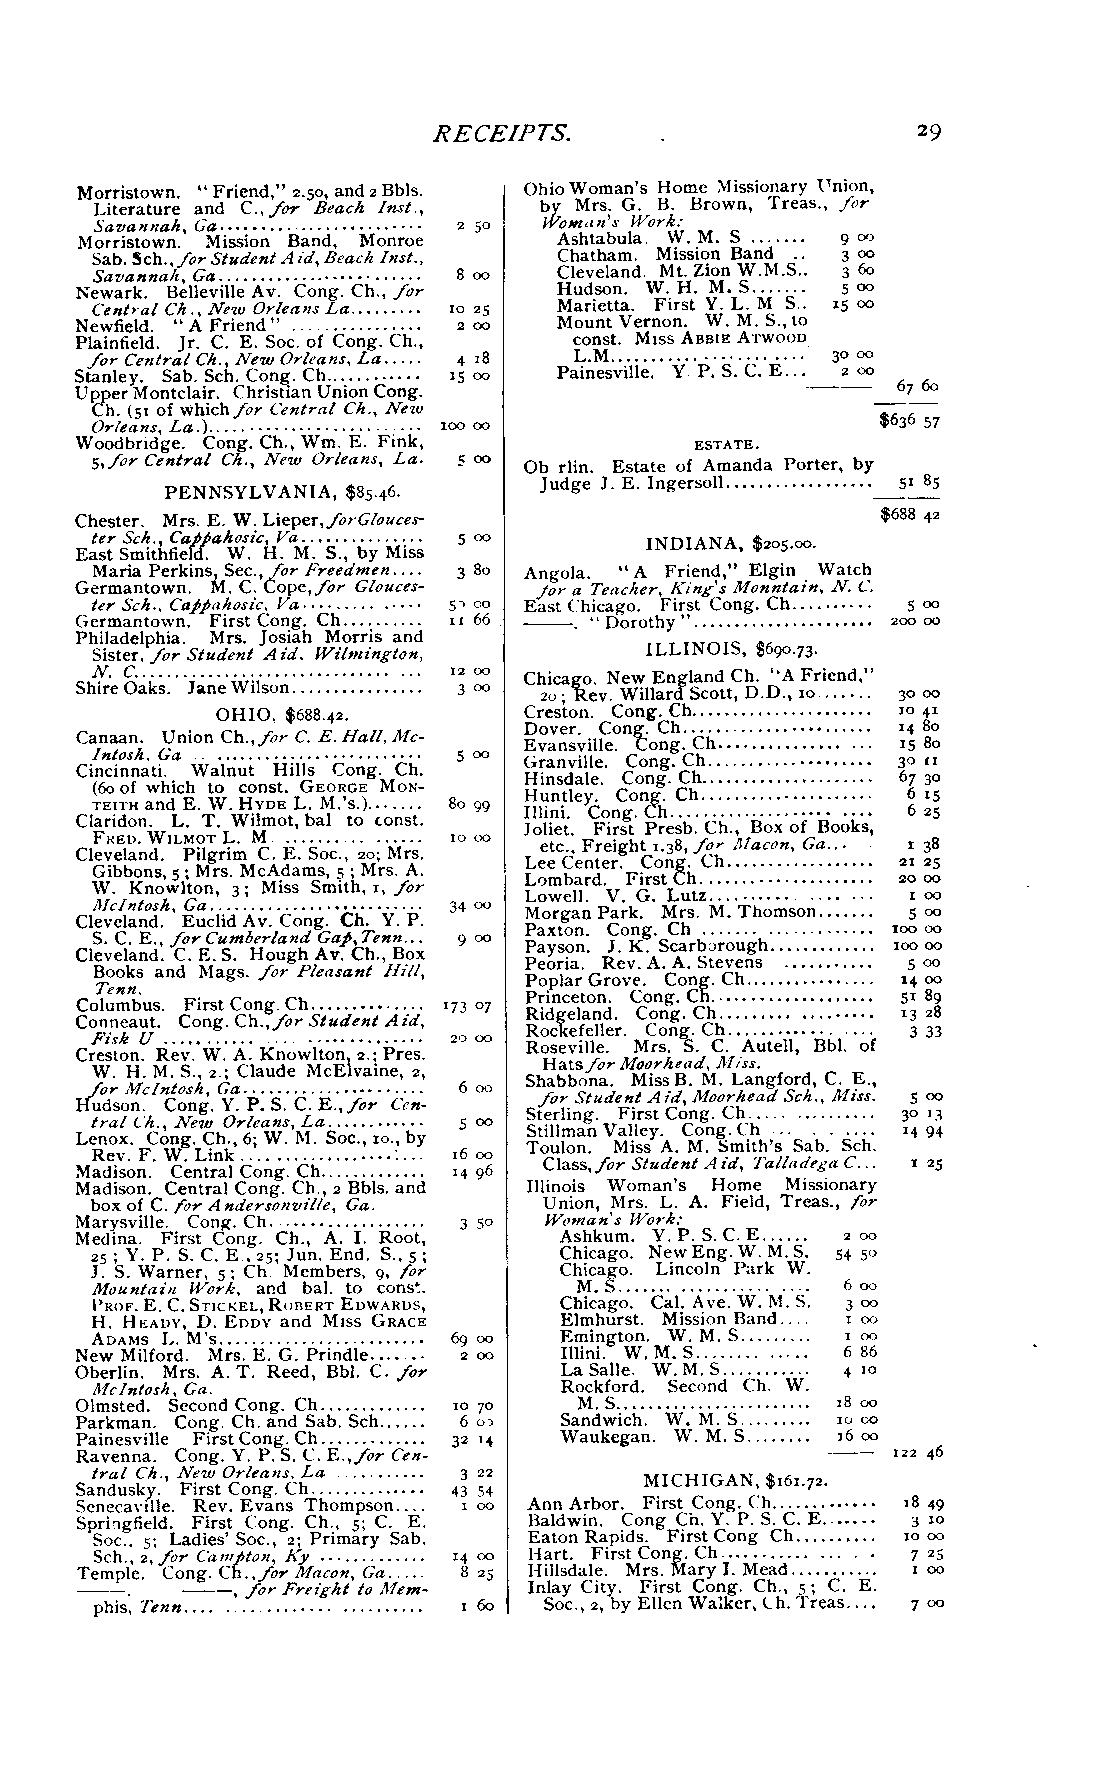 RECEIPTS. 29
Morristown. "Friend," 2.50, and 2 Bbls.
Literature and C., for Beach Inst.,
Savannah, Ga........................ 2 50
Morristown. Mission Band, Monroe
Sab. Sch., for Student Aid, Beach Inst.,
Savannah, Ga........................ 8 00
Newark. Belleville Av. Cong. Ch., for
Central Ch., New Orleans La......... 10 25
Newfield. "A Friend" ................ 2 00
Plainfield. Jr. C. E. Soc. of Cong. Ch.,
for Central Ch., New Orleans, La..... 4 18
Stanley. Sab. Sch. Cong. Ch............ 15 00
Upper Montclair. Christian Union Cong.
Ch. (51 of which for Central Ch., New
Orleans, La.).......................... 100 00
Woodbridge. Cong. Ch., Wm. E. Fink,
5, for Central Ch., New Orleans, La. 5 00
PENNSYLVANIA, $85.46.
Chester. Mrs. E. W. Lieper, for Glouces-
ter Sch., Cappahosic, Va............... 5 00
East Smithfield. W. H. M. S., by Miss
Maria Perkins, Sec., for Freedmen.... 3 80
Germantown. M. C. Cope, for Glouces-
ter Sch., Cappahosic, Va............... 50 00
Germantown. First Cong. Ch.......... 11 66
Philadelphia. Mrs. Josiah Morris and
Sister, for Student Aid. Wilmington,
N. C................................... 12 00
Shire Oaks. Jane Wilson................ 3 00
OHIO, $688.42.
Canaan. Union Ch., for C. E. Hall, Mc-
Intosh, Ga ............................ 5 00
Cincinnati. Walnut Hills Cong. Ch.
(60 of which to const. GEORGE MON-
TEITH and E. W. HYDE L. M.'s.)....... 80 99
Claridon. L. T. Wilmot, bal to const.
FRED. WILMOT L. M ................... 10 00
Cleveland. Pilgrim C. E. Soc., 20; Mrs.
Gibbons, 5; Mrs. McAdams, 5; Mrs. A.
W. Knowlton, 3; Miss Smith, 1, for
McIntosh, Ga.......................... 34 00
Cleveland. Euclid Av. Cong. Ch. Y. P.
S. C. E., for Cumberland Gap, Tenn... 9 00
Cleveland. C. E. S. Hough Av. Ch., Box
Books and Mags. for Pleasant Hill,
Tenn.
Columbus. First Cong. Ch.............. 173 07
Conneaut. Cong. Ch., for Student Aid,
Fisk U ................................ 20 00
Creston. Rev. W. A. Knowlton, 2.; Pres.
W. H. M. S., 2.; Claude McElvaine, 2,
for McIntosh, Ga...................... 6 00
Hudson. Cong. Y. P. S. C. E., for Cen-
tral Ch., New Orleans, La............ 5 00
Lenox. Cong. Ch., 6; W. M. Soc., 10., by
Rev. F. W. Link....................... 16 00
Madison. Central Cong. Ch............. 14 96
Madison. Central Cong. Ch., 2 Bbls. and
box of C. for Andersonville, Ga.
Marysville. Cong. Ch................... 3 50
Medina. First Cong. Ch., A. I. Root,
25; Y. P. S. C. E., 25; Jun. End. S., 5;
J. S. Warner, 5; Ch. Members, 9, for
Mountain Work, and bal. to const.
PROF. E. C. STICKEL, ROBERT EDWARDS,
H. HEADY, D. EDDY and MISS GRACE
ADAMS L. M's......................... 69 00
New Milford. Mrs. E. G. Prindle....... 2 00
Oberlin. Mrs. A. T. Reed, Bbl. C. for
McIntosh, Ga.
Olmsted. Second Cong. Ch............. 10 70
Parkman. Cong. Ch. and Sab. Sch...... 6 00
Painesville First Cong. Ch............. 32 14
Ravenna. Cong. Y. P. S. C. E., for Cen-
tral Ch., New Orleans, La ........... 3 22
Sandusky. First Cong. Ch.............. 43 54
Senecaville. Rev. Evans Thompson.... 1 00
Springfield. First Cong. Ch., 5; C. E.
Soc.. 5; Ladies' Soc., 2; Primary Sab.
Sch., 2, for Campton, Ky ............. 14 00
Temple. Cong. Ch., for Macon, Ga..... 8 25
——. ——, for Freight to Mem-
phis, Tenn............................. 1 60
Ohio Woman's Home Missionary Union,
by Mrs. G. B. Brown, Treas., for
Woman's Work:
Ashtabula. W. M. S ....... 9 00
Chatham. Mission Band .. 3 00
Cleveland. Mt. Zion W.M.S.. 3 60
Hudson. W. H. M. S....... 5 00
Marietta. First Y. L. M S.. 15 00
Mount Vernon. W. M. S., to
const. MISS ABBIE ATWOOD
L.M........................ 30 00
Painesville. Y. P. S. C. E... 2 00
67 60
$636 57
ESTATE.
Ob rlin. Estate of Amanda Porter, by
Judge J. E. Ingersoll.................. 51 85
$688 42
INDIANA, $205.00.
Angola. "A Friend," Elgin Watch
for a Teacher, King's Monntain, N. C.
East Chicago. First Cong. Ch.......... 5 00
——. "Dorothy"...................... 200 00
ILLINOIS, $690.73.
Chicago. New England Ch. "A Friend,"
20; Rev. Willard Scott, D.D., 10....... 30 00
Creston. Cong. Ch...................... 10 41
Dover. Cong. Ch....................... 14 80
Evansville. Cong. Ch................... 15 80
Granville. Cong. Ch.................... 30 11
Hinsdale. Cong. Ch..................... 67 30
Huntley. Cong. Ch..................... 6 15
Illini. Cong. Ch......................... 6 25
Joliet. First Presb. Ch., Box of Books,
etc., Freight 1.38, for Macon, Ga... 1 38
Lee Center. Cong. Ch.................. 21 25
Lombard. First Ch..................... 20 00
Lowell. V. G. Lutz.................... 1 00
Morgan Park. Mrs. M. Thomson....... 5 00
Paxton. Cong. Ch ..................... 100 00
Payson. J. K. Scarborough............. 100 00
Peoria. Rev. A. A. Stevens ........... 5 00
Poplar Grove. Cong. Ch................ 14 00
Princeton. Cong. Ch.................... 51 89
Ridgeland. Cong. Ch................... 13 28
Rockefeller. Cong. Ch.................. 3 33
Roseville. Mrs. S. C. Autell, Bbl. of
Hats for Moorhead, Miss.
Shabbona. Miss B. M. Langford, C. E.,
for Student Aid, Moorhead Sch., Miss. 5 00
Sterling. First Cong. Ch............... 30 13
Stillman Valley. Cong. Ch ............ 14 94
Toulon. Miss A. M. Smith's Sab. Sch.
Class, for Student Aid, Talladega C... 1 25
Illinois Woman's Home Missionary
Union, Mrs. L. A. Field, Treas., for
Woman's Work:
Ashkum. Y. P. S. C. E...... 2 00
Chicago. New Eng. W. M. S. 54 50
Chicago. Lincoln Park W.
M. S....................... 6 00
Chicago. Cal. Ave. W. M. S. 3 00
Elmhurst. Mission Band.... 1 00
Emington. W. M. S......... 1 00
Illini. W. M. S.............. 6 86
La Salle. W. M. S........... 4 10
Rockford. Second Ch. W.
M. S....................... 18 00
Sandwich. W. M. S......... 10 00
Waukegan. W. M. S........ 16 00
122 46
MICHIGAN, $161.72.
Ann Arbor. First Cong. Ch............. 18 49
Baldwin. Cong Ch. Y. P. S. C. E....... 3 10
Eaton Rapids. First Cong Ch.......... 10 00
Hart. First Cong. Ch................... 7 25
Hillsdale. Mrs. Mary J. Mead........... 1 00
Inlay City. First Cong. Ch., 5; C. E.
Soc., 2, by Ellen Walker, Ch. Treas.... 7 00